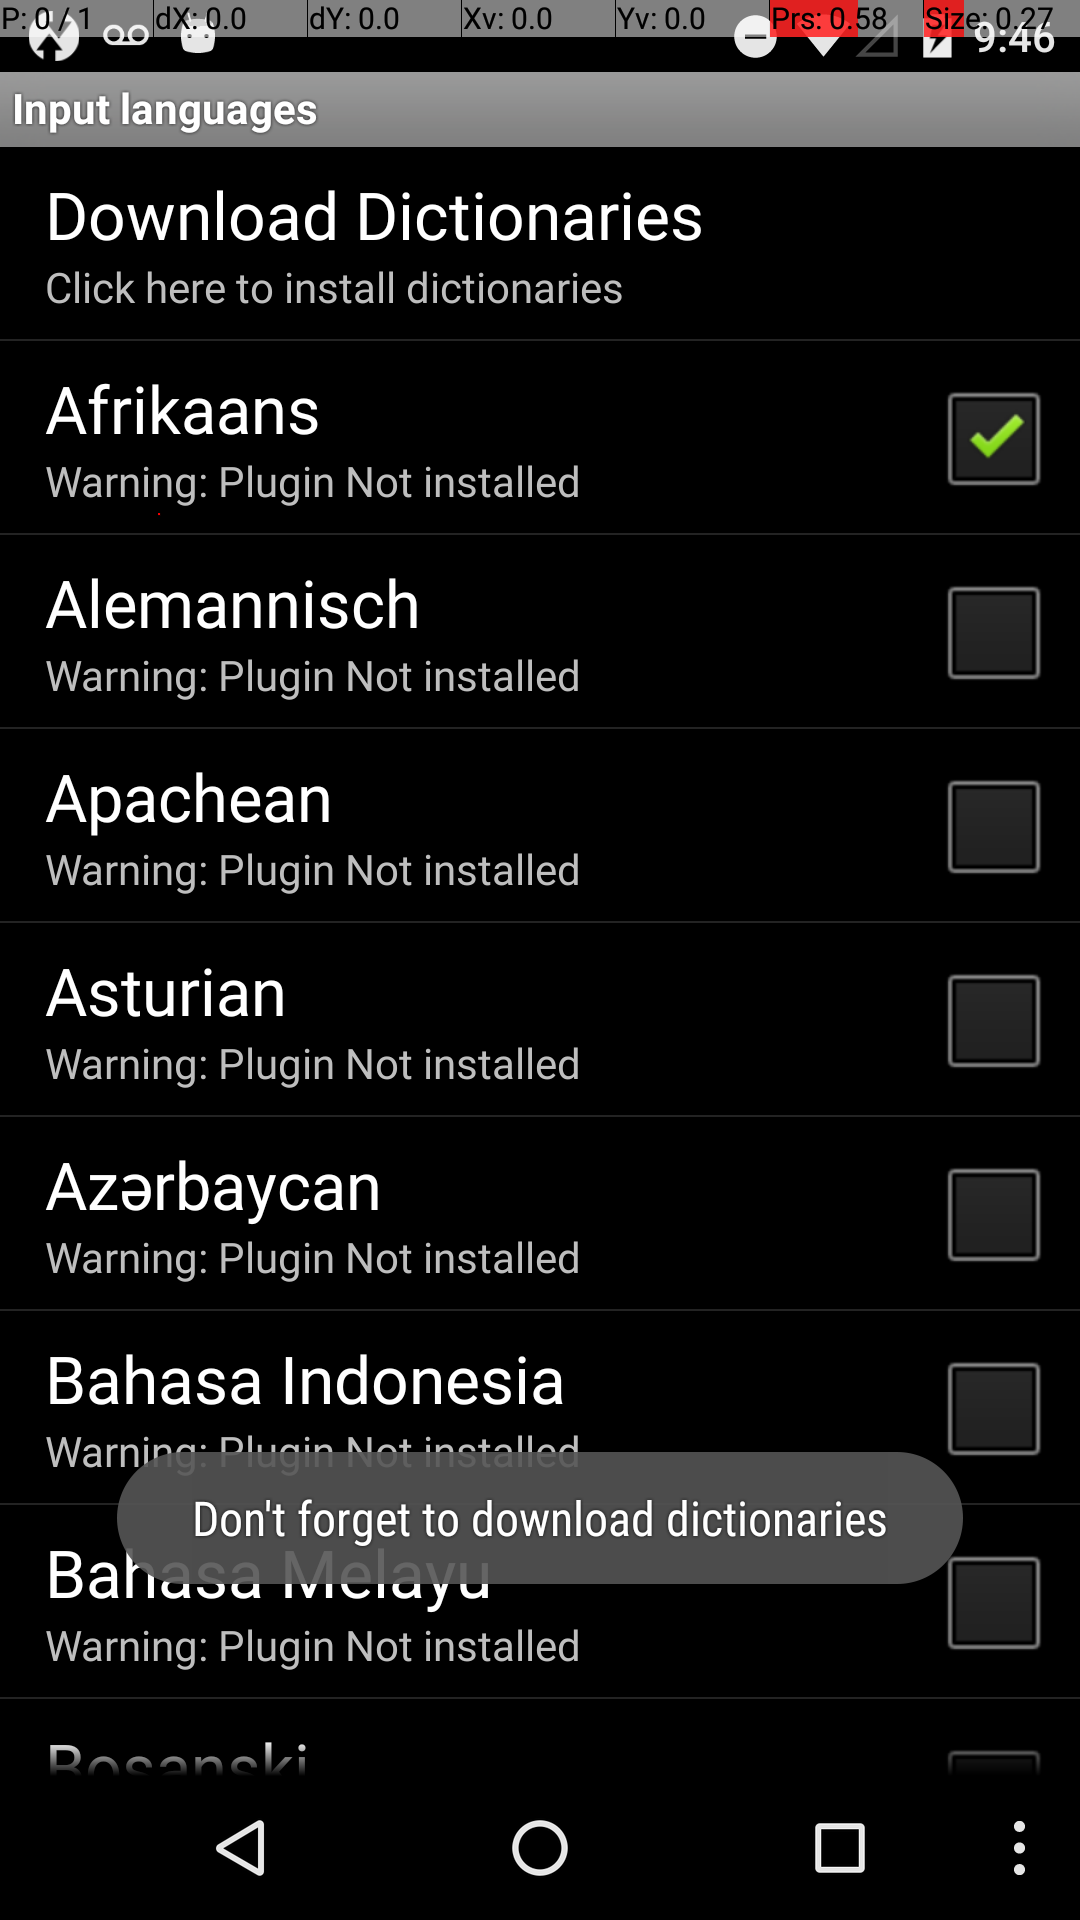 P: 0 / 1 dX: 0.0 dY: 0.0 Xv: 0.0 Yv: 0.0 Prs: 0.58 Size: 0.27
9:46
Input languages
Download Dictionaries
Click here to install dictionaries
Afrikaans
Warning: Plugin Not installed
Alemannisch
Warning: Plugin Not installed
Apachean
Warning: Plugin Not installed
Asturian
Warning: Plugin Not installed
Azərbaycan
Warning: Plugin Not installed
Bahasa Indonesia
Warning: Plugin Not installed
Don't forget to download dictionaries
Bahasa Melayu
Warning: Plugin Not installed
Bosanski